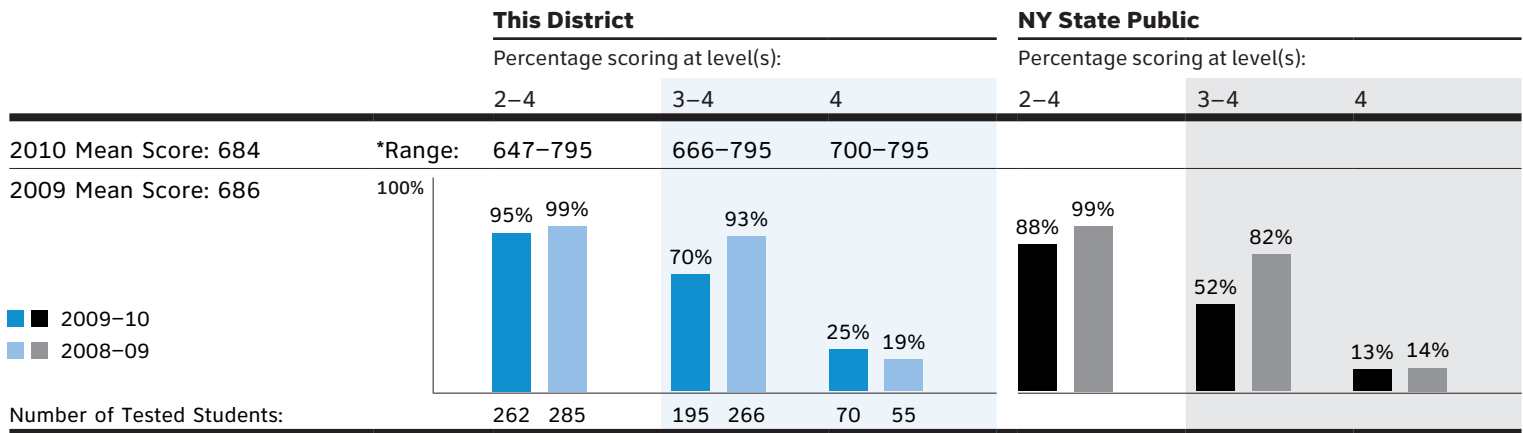 This District NY State Public
Percentage scoring at level(s): Percentage scoring at level(s):
2–4 3–4 4 2–4 3–4 4
2010 Mean Score: 684 *Range: 647–795 666–795 700–795
2009 Mean Score: 686 100%
95% 99% 70% 93% 25% 19% 88% 99% 52% 82% 13% 14%
2009–10
2008–09
Number of Tested Students: 262 285 195 266 70 55